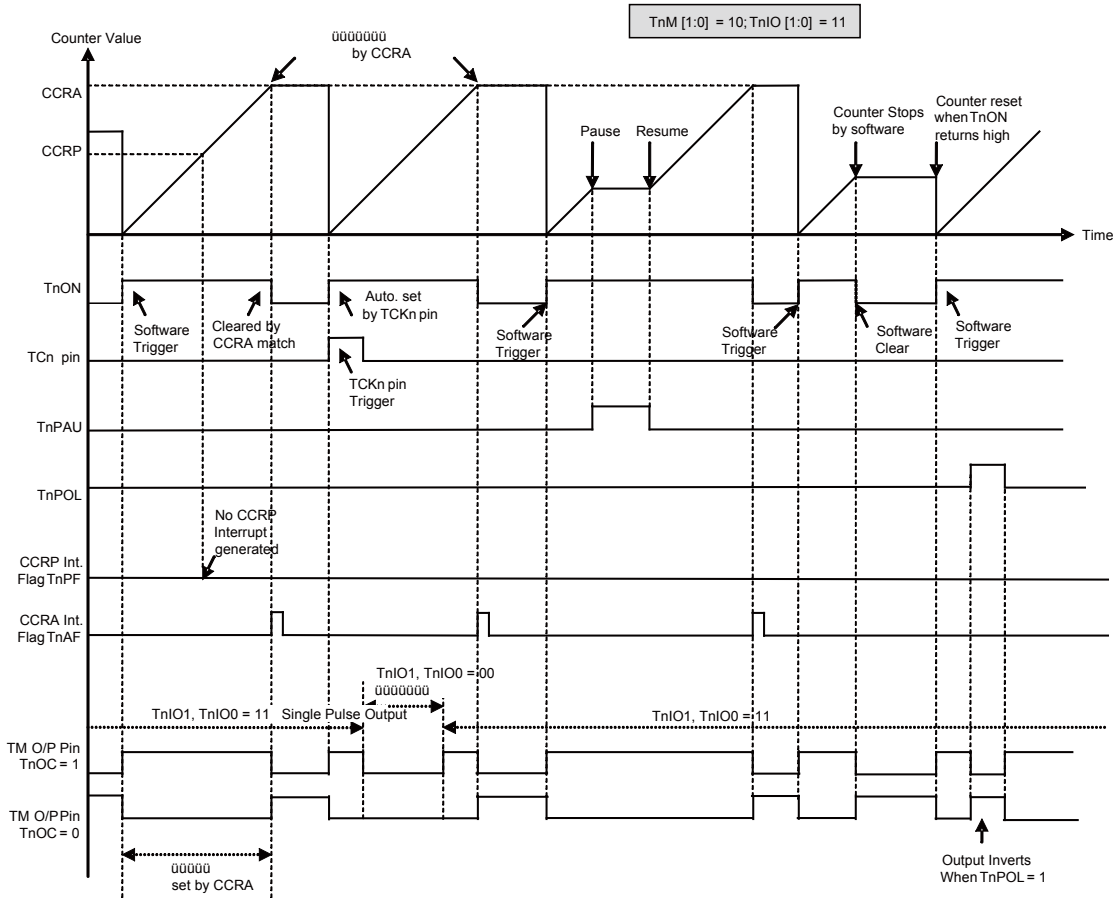 TnM [1:0] = 10; TnIO [1:0] = 11
Counter Value
üüüüüüü
by CCRA
CCRA
CCRP
Pause
Resume
Counter Stops
by software
Counter reset
when TnON
returns high
Time
TnON
Software
Trigger
Cleared by
CCRA match
Auto. set
by TCKn pin
Software
Trigger
Software
Trigger
Software
Clear
Software
Trigger
TCn pin
TCKn pin
Trigger
TnPAU
TnPOL
No CCRP
Interrupt
generated
CCRP Int.
Flag TnPF
CCRA Int.
Flag TnAF
TnIO1, TnIO0 = 00
üüüüüüü
TnIO1, TnIO0 = 11 Single Pulse Output
TnIO1, TnIO0 = 11
TM O/P Pin
TnOC = 1
TM O/P Pin
TnOC = 0
üüüüü
set by CCRA
Output Inverts
When TnPOL = 1